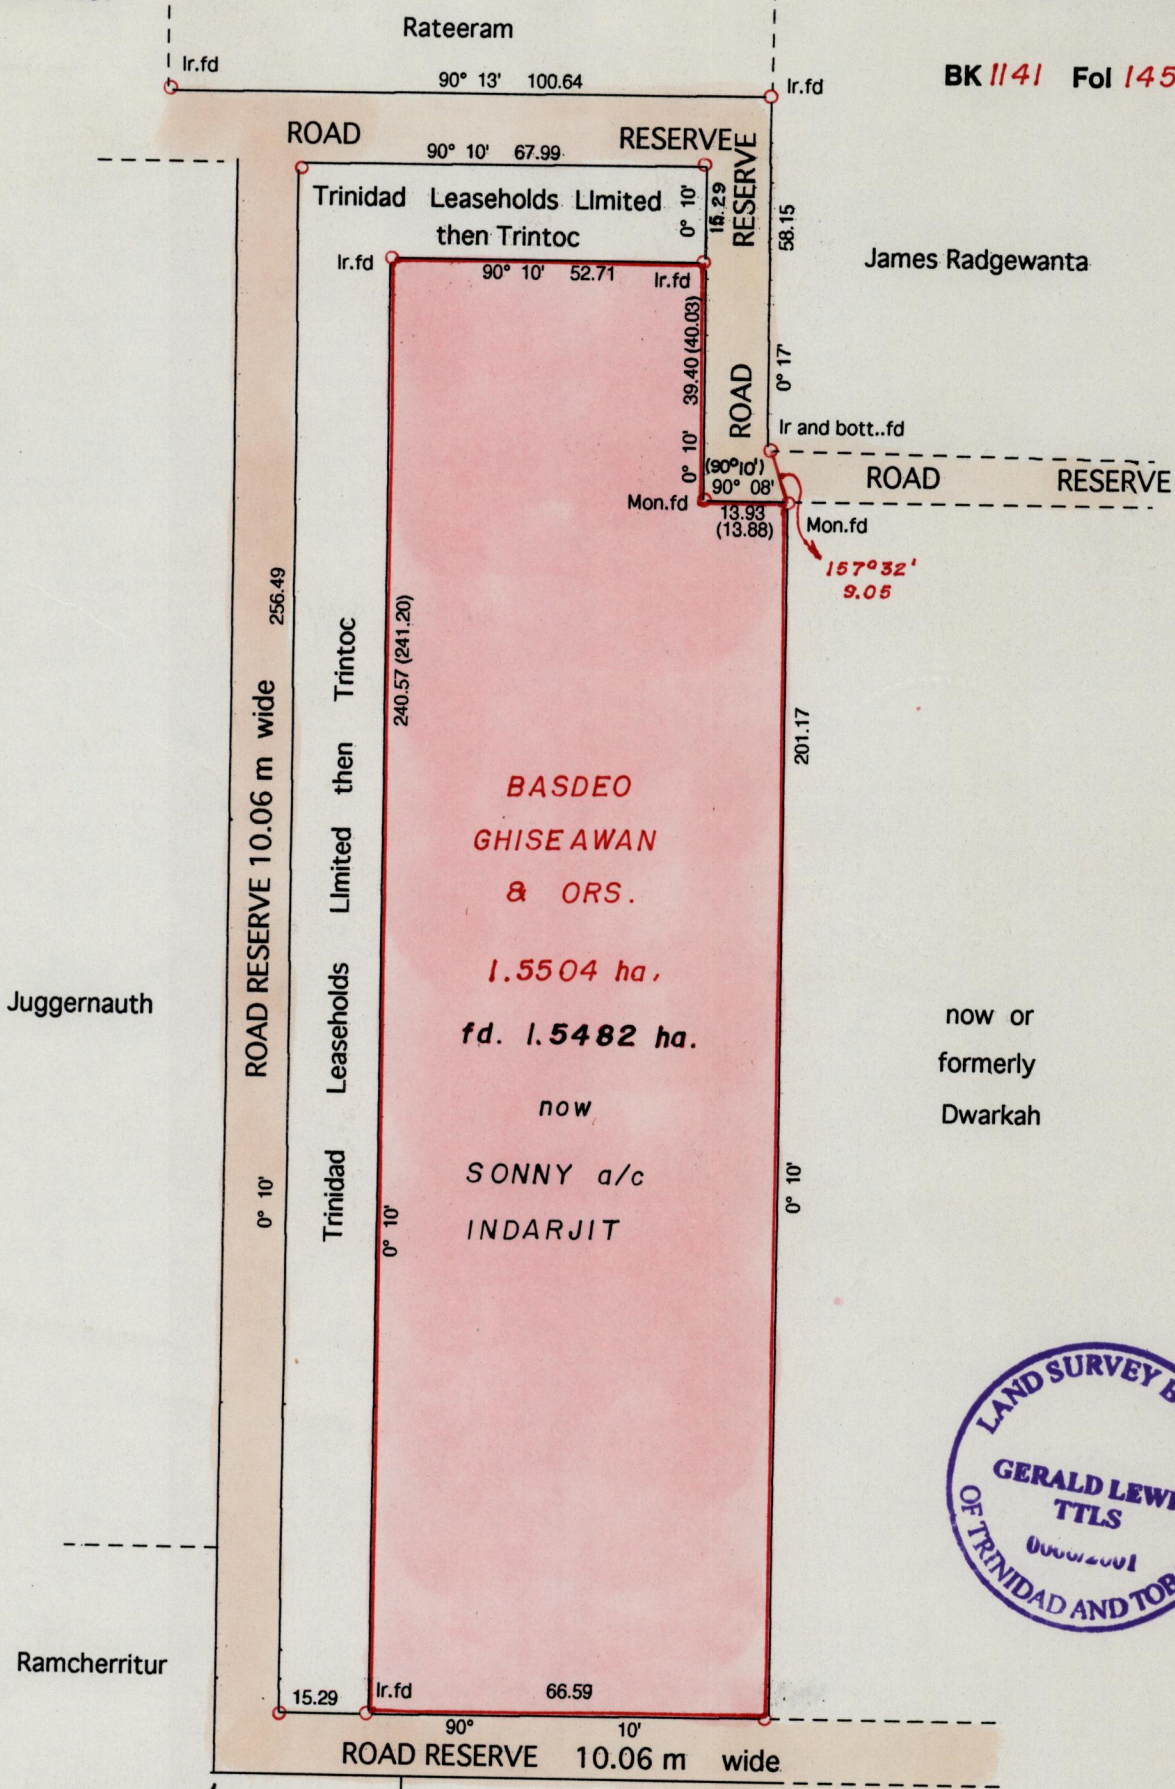 Rateeram
Ir.fd
90° 13' 100.64
Ir.fd
BK 1141 Fol 145
ROAD RESERVE
90° 10' 67.99
Trinidad Leaseholds LImited
then Trintoc
0° 10'
15.29
ROAD RESERVE
58.15
0° 17'
James Radgewanta
Ir.fd
90° 10' 52.71
Ir.fd
0° 10' 39.40 (40.03)
Ir and bott..fd
(90°10')
90° 08'
Mon.fd
13.93
(13.88)
Mon.fd
ROAD RESERVE
157°32'
9.05
256.49
ROAD RESERVE 10.06 m wide
0° 10'
Trinidad Leaseholds LImited then Trintoc
240.57 (241.20)
0° 10'
201.17
0° 10'
BASDEO
GHISEAWAN
& ORS.
1.5504 ha.
fd. 1.5482 ha.
now
SONNY a/c
INDARJIT
Juggernauth
now or
formerly
Dwarkah
LAND SURVEY
GERALD
TTLS
OF TRINIDAD AND
Ramcherritur
15.29
Ir.fd
66.59
90° 10'
ROAD RESERVE 10.06 m wide